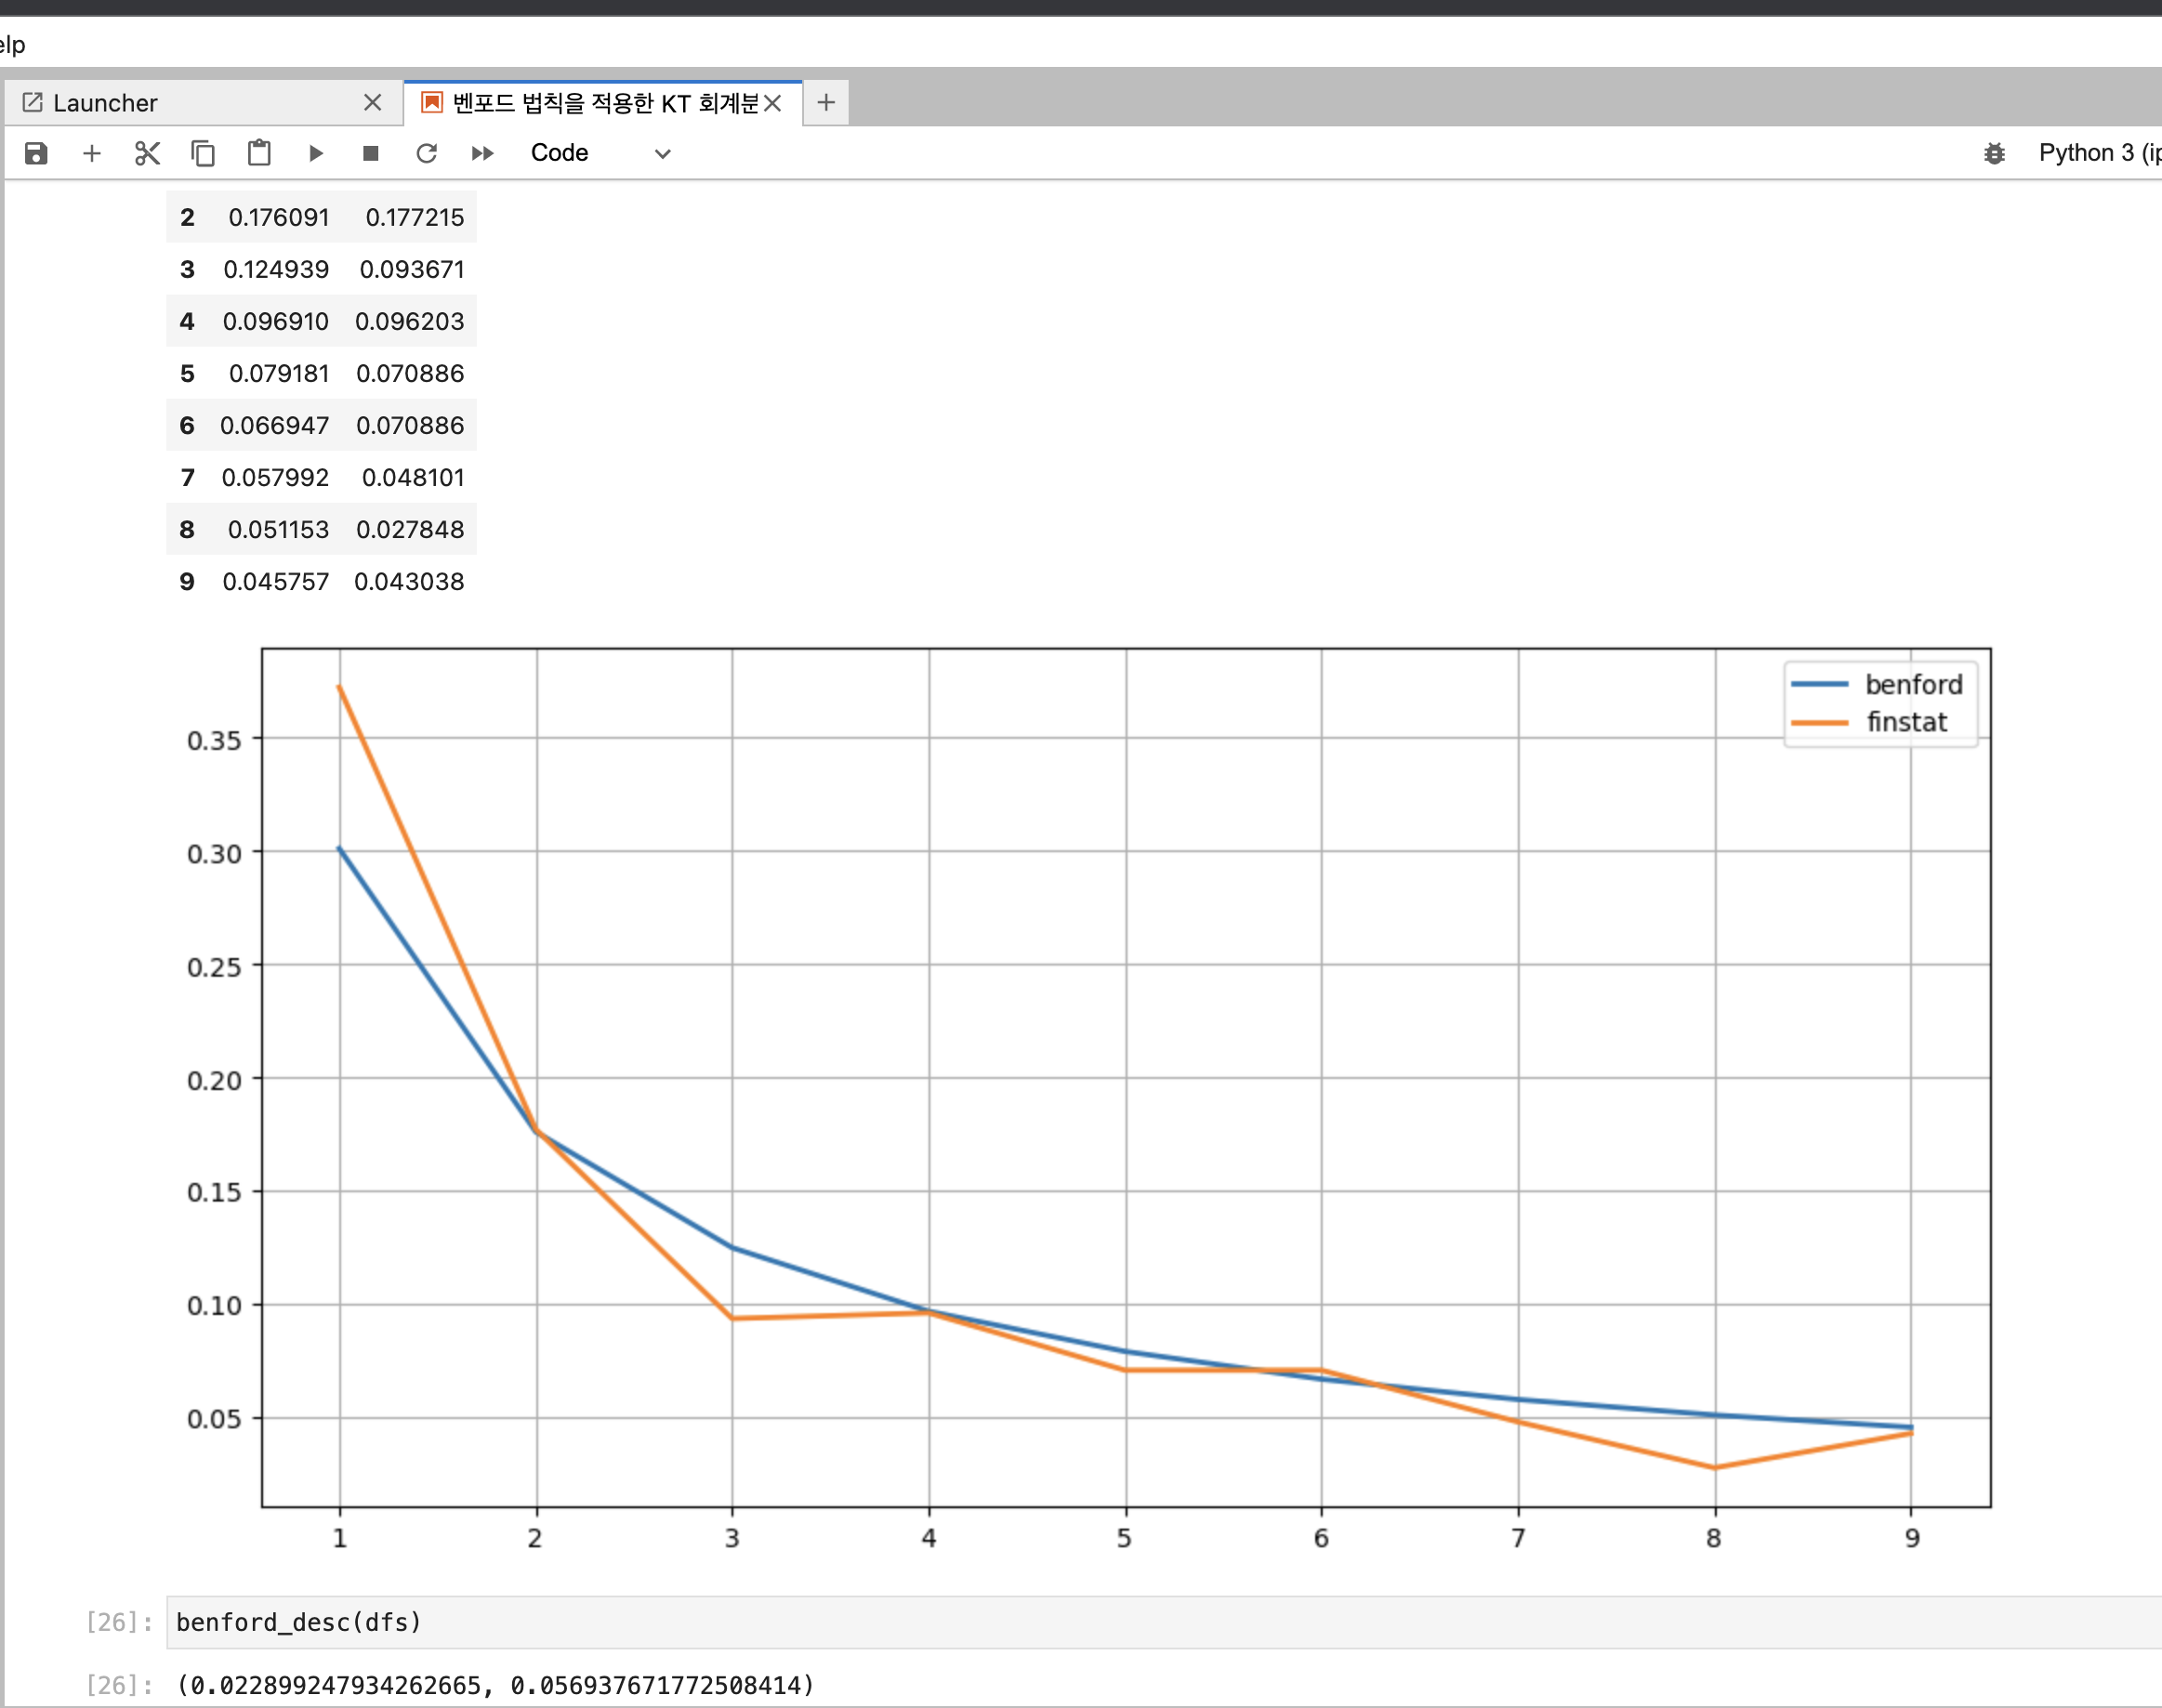 elp
Launcher
벤포드 법칙을 적용한 KT 회계분
Code
Python 3 (ip
2 0.176091 0.177215
3 0.124939 0.093671
4 0.096910 0.096203
5 0.079181 0.070886
6 0.066947 0.070886
7 0.057992 0.048101
8 0.051153 0.027848
9 0.045757 0.043038
benford
finstat
0.35
0.30
0.25
0.20
0.15
0.10
0.05
1 2 3 4 5 6 7 8 9
[26]: benford_desc(dfs)
[26]: (0.022899247934262665, 0.056937671772508414)